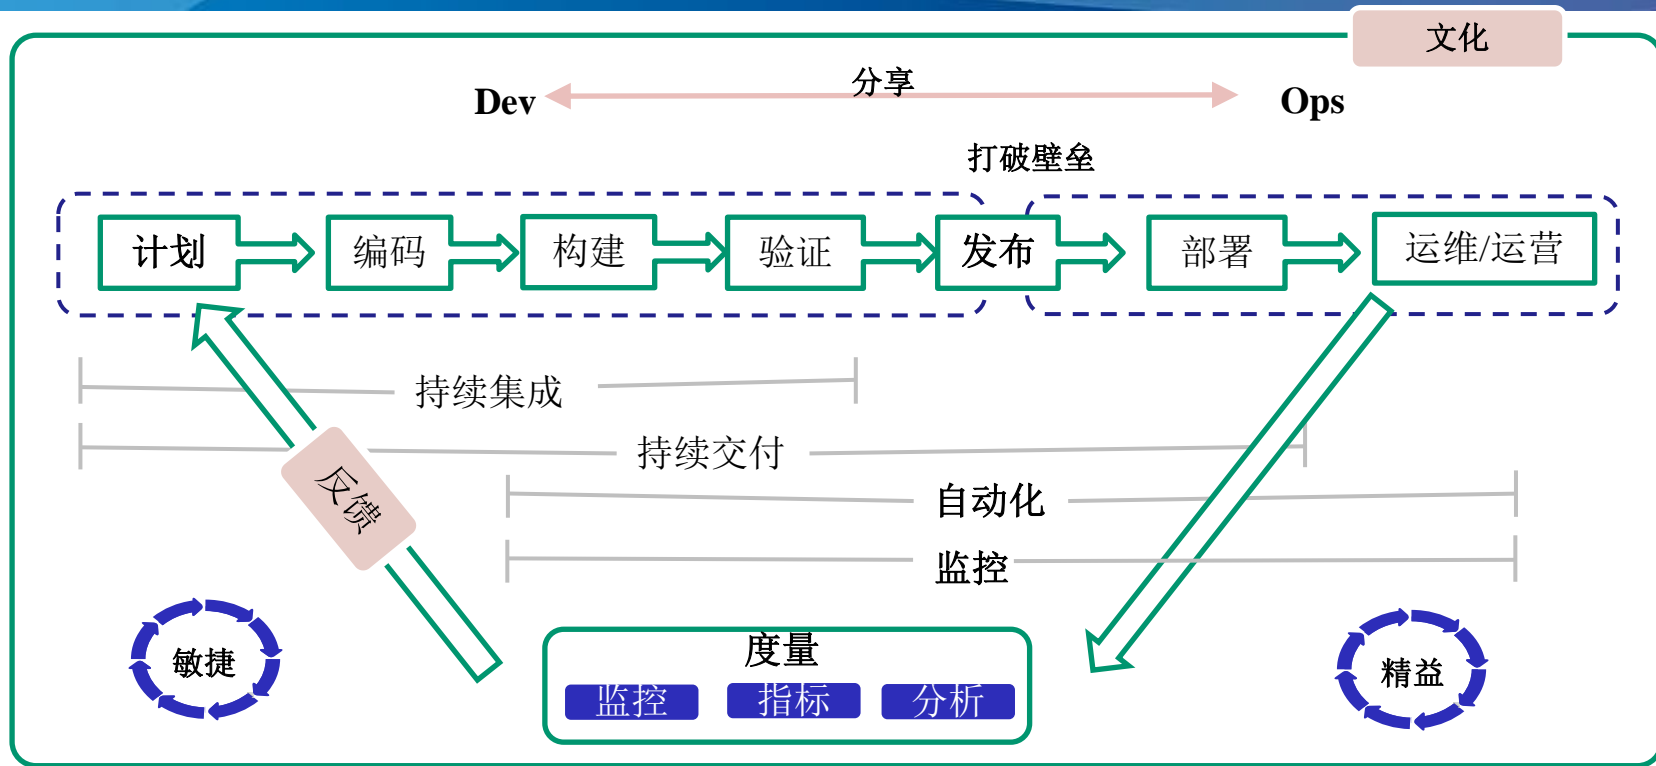 文化
分享
Dev
Ops
打破壁垒
计划
编码
构建
验证
发布
部署
运维/运营
持续集成
持续交付
反馈
自动化
监控
敏捷
度量
监控
指标
分析
精益